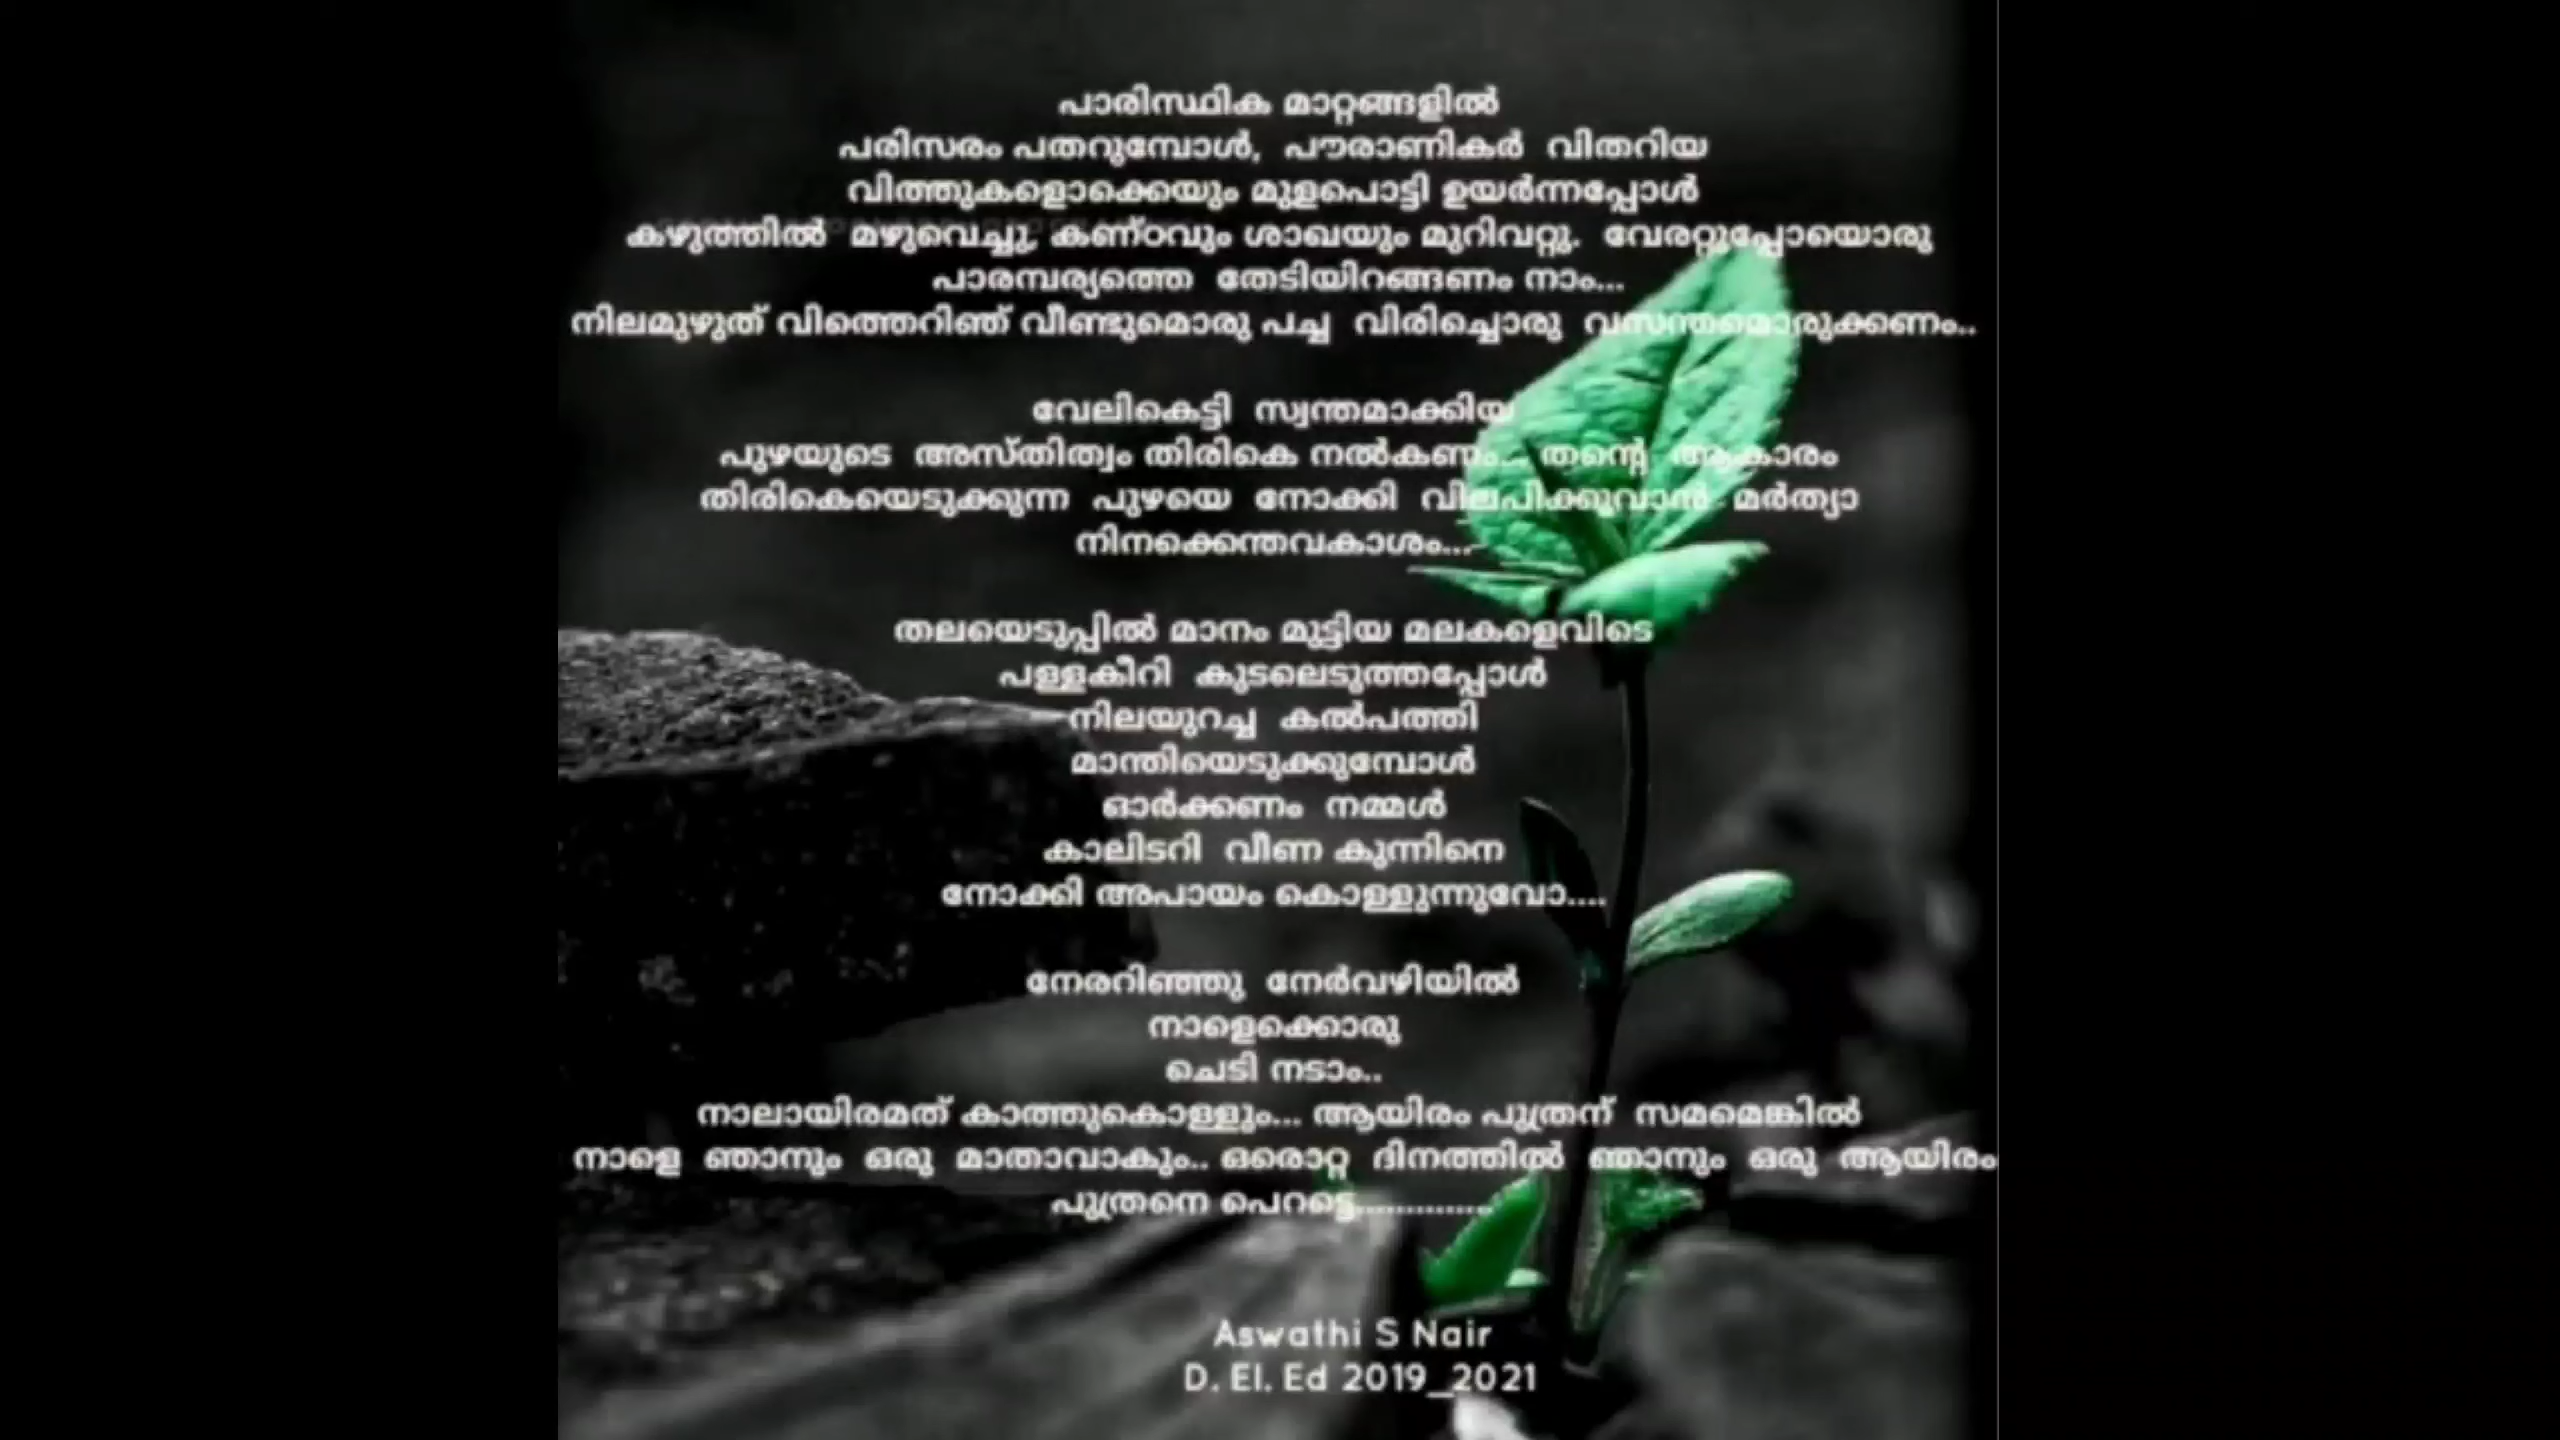 പാരിസ്ഥിക മാറ്റങ്ങളിൽ
പരിസരം പതറുമ്പോൾ, പൗരാണികർ വിതറിയ
വിത്തുകളൊക്കെയും മുളപൊട്ടി ഉയർന്നപ്പോൾ
കഴുത്തിൽ മഴുവെച്ചു, കണ്ഠവും ശാഖയും മുറിവറ്റു. വേരറ്റുപ്പോയൊരു
പാരമ്പര്യത്തെ തേടിയിറങ്ങണം നാം...
നിലമുഴുത് വിത്തെറിഞ് വീണ്ടുമൊരു പച്ച വിരിച്ചൊരു വസന്തമൊരുക്കണം..
വേലികെട്ടി സ്വന്തമാക്കിയ
പുഴയുടെ അസ്തിത്വം തിരികെ നൽകണം... തന്റെ ആകാരം
തിരികെയെടുക്കുന്ന പുഴയെ നോക്കി വിലപിക്കുവാൻ മർത്യാ
നിനക്കെന്തവകാശം...
തലയെടുപ്പിൽ മാനം മുട്ടിയ മലകളെവിടെ
പള്ളകീറി കുടലെടുത്തപ്പോൾ
നിലയുറച്ച കൽപത്തി
മാന്തിയെടുക്കുമ്പോൾ
ഓർക്കണം നമ്മൾ
കാലിടറി വീണ കുന്നിനെ
നോക്കി അപായം കൊള്ളുന്നുവോ....
നേരറിഞ്ഞു നേർവഴിയിൽ
നാളെക്കൊരു
ചെടി നടാം..
നാലായിരമത് കാത്തുകൊള്ളും... ആയിരം പുത്രന് സമമെങ്കിൽ
നാളെ ഞാനും ഒരു മാതാവാകും.. ഒരൊറ്റ ദിനത്തിൽ ഞാനും ഒരു ആയിരം
പുത്രനെ പെറട്ടെ..............
Aswathi S Nair
D. El. Ed 2019_2021